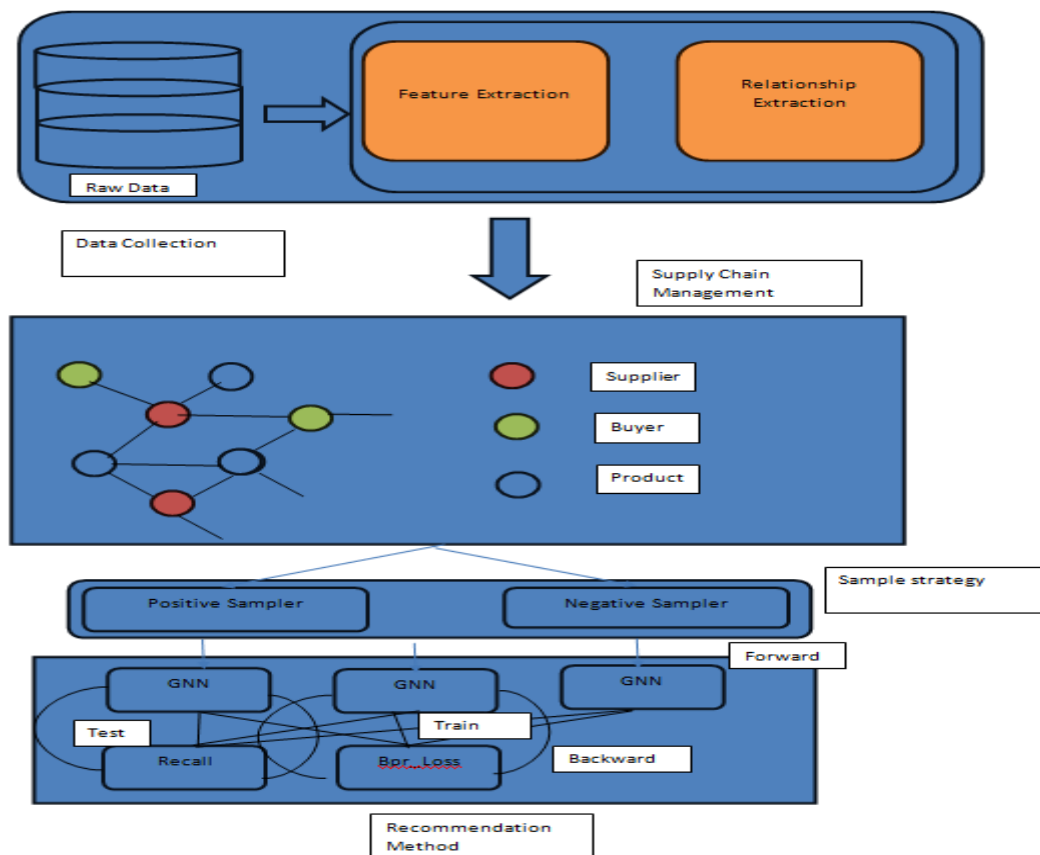 Feature Extraction
Relationship
Extraction
Raw Data
Data Collection
Supply Chain
Management
Supplier
Buyer
Product
Sample strategy
Positive Sampler
Negative Sampler
Forward
GNN
GNN
GNN
Test
Train
Recall
Bpr_Loss
Backward
Recommendation
Method